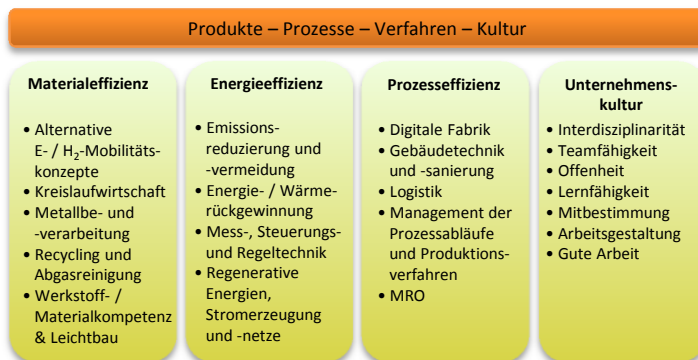 Produkte – Prozesse – Verfahren – Kultur
Materialeffizienz
• Alternative
E- / H₂-Mobilitäts-
konzepte
• Kreislaufwirtschaft
• Metallbe- und
-verarbeitung
• Recycling und
Abgasreinigung
• Werkstoff- /
Materialkompetenz
& Leichtbau
Energieeffizienz
• Emissions-
reduzierung und
-vermeidung
• Energie- / Wärme-
rückgewinnung
• Mess-, Steuerungs-
und Regeltechnik
• Regenerative
Energien,
Stromerzeugung
und -netze
Prozesseffizienz
• Digitale Fabrik
• Gebäudetechnik
und -sanierung
• Logistik
• Management der
Prozessabläufe
und Produktions-
verfahren
• MRO
Unternehmens-
kultur
• Interdisziplinarität
• Teamfähigkeit
• Offenheit
• Lernfähigkeit
• Mitbestimmung
• Arbeitsgestaltung
• Gute Arbeit